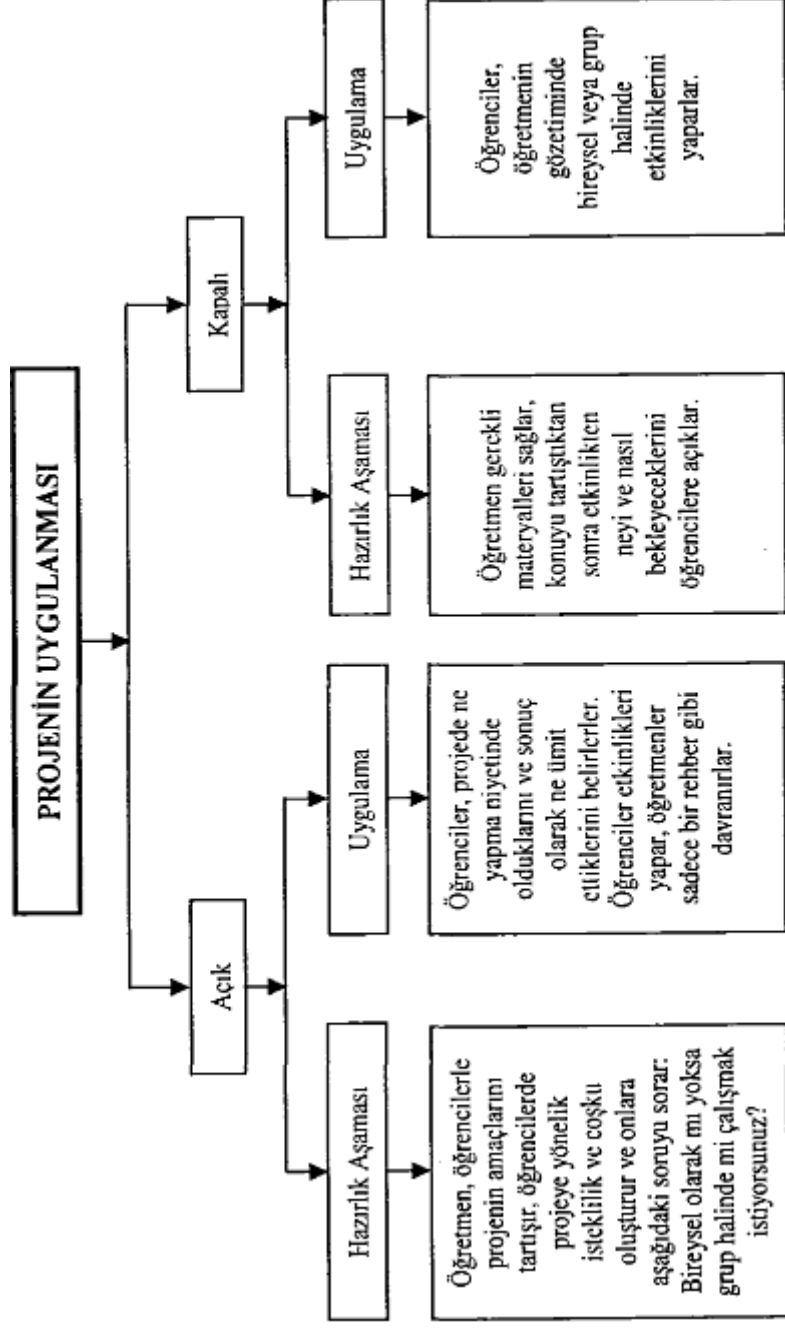 PROJENİN UYGULANMASI
Açık
Kapalı
Hazırlık Aşaması
Uygulama
Hazırlık Aşaması
Uygulama
Öğretmen, öğrencilerle
projenin amaçlarını
tartışır, öğrencilerde
projeye yönelik
isteklilik ve coşku
oluşturur ve onlara
aşağıdaki soruyu sorar:
Bireysel olarak mı yoksa
grup halinde mi çalışmak
istiyorsunuz?
Öğrenciler, projede ne
yapma niyetinde
olduklarını ve sonuç
olarak ne ümit
ettiklerini belirlerler.
Öğrenciler etkinlikleri
yapar, öğretmenler
sadece bir rehber gibi
davranırlar.
Öğretmen gerekli
materyalleri sağlar,
konuyu tartıştıktan
sonra etkinlikten
neyi ve nasıl
bekleyeceklerini
öğrencilere açıklar.
Öğrenciler,
öğretmenin
gözetiminde
bireysel veya grup
halinde
etkinliklerini
yaparlar.